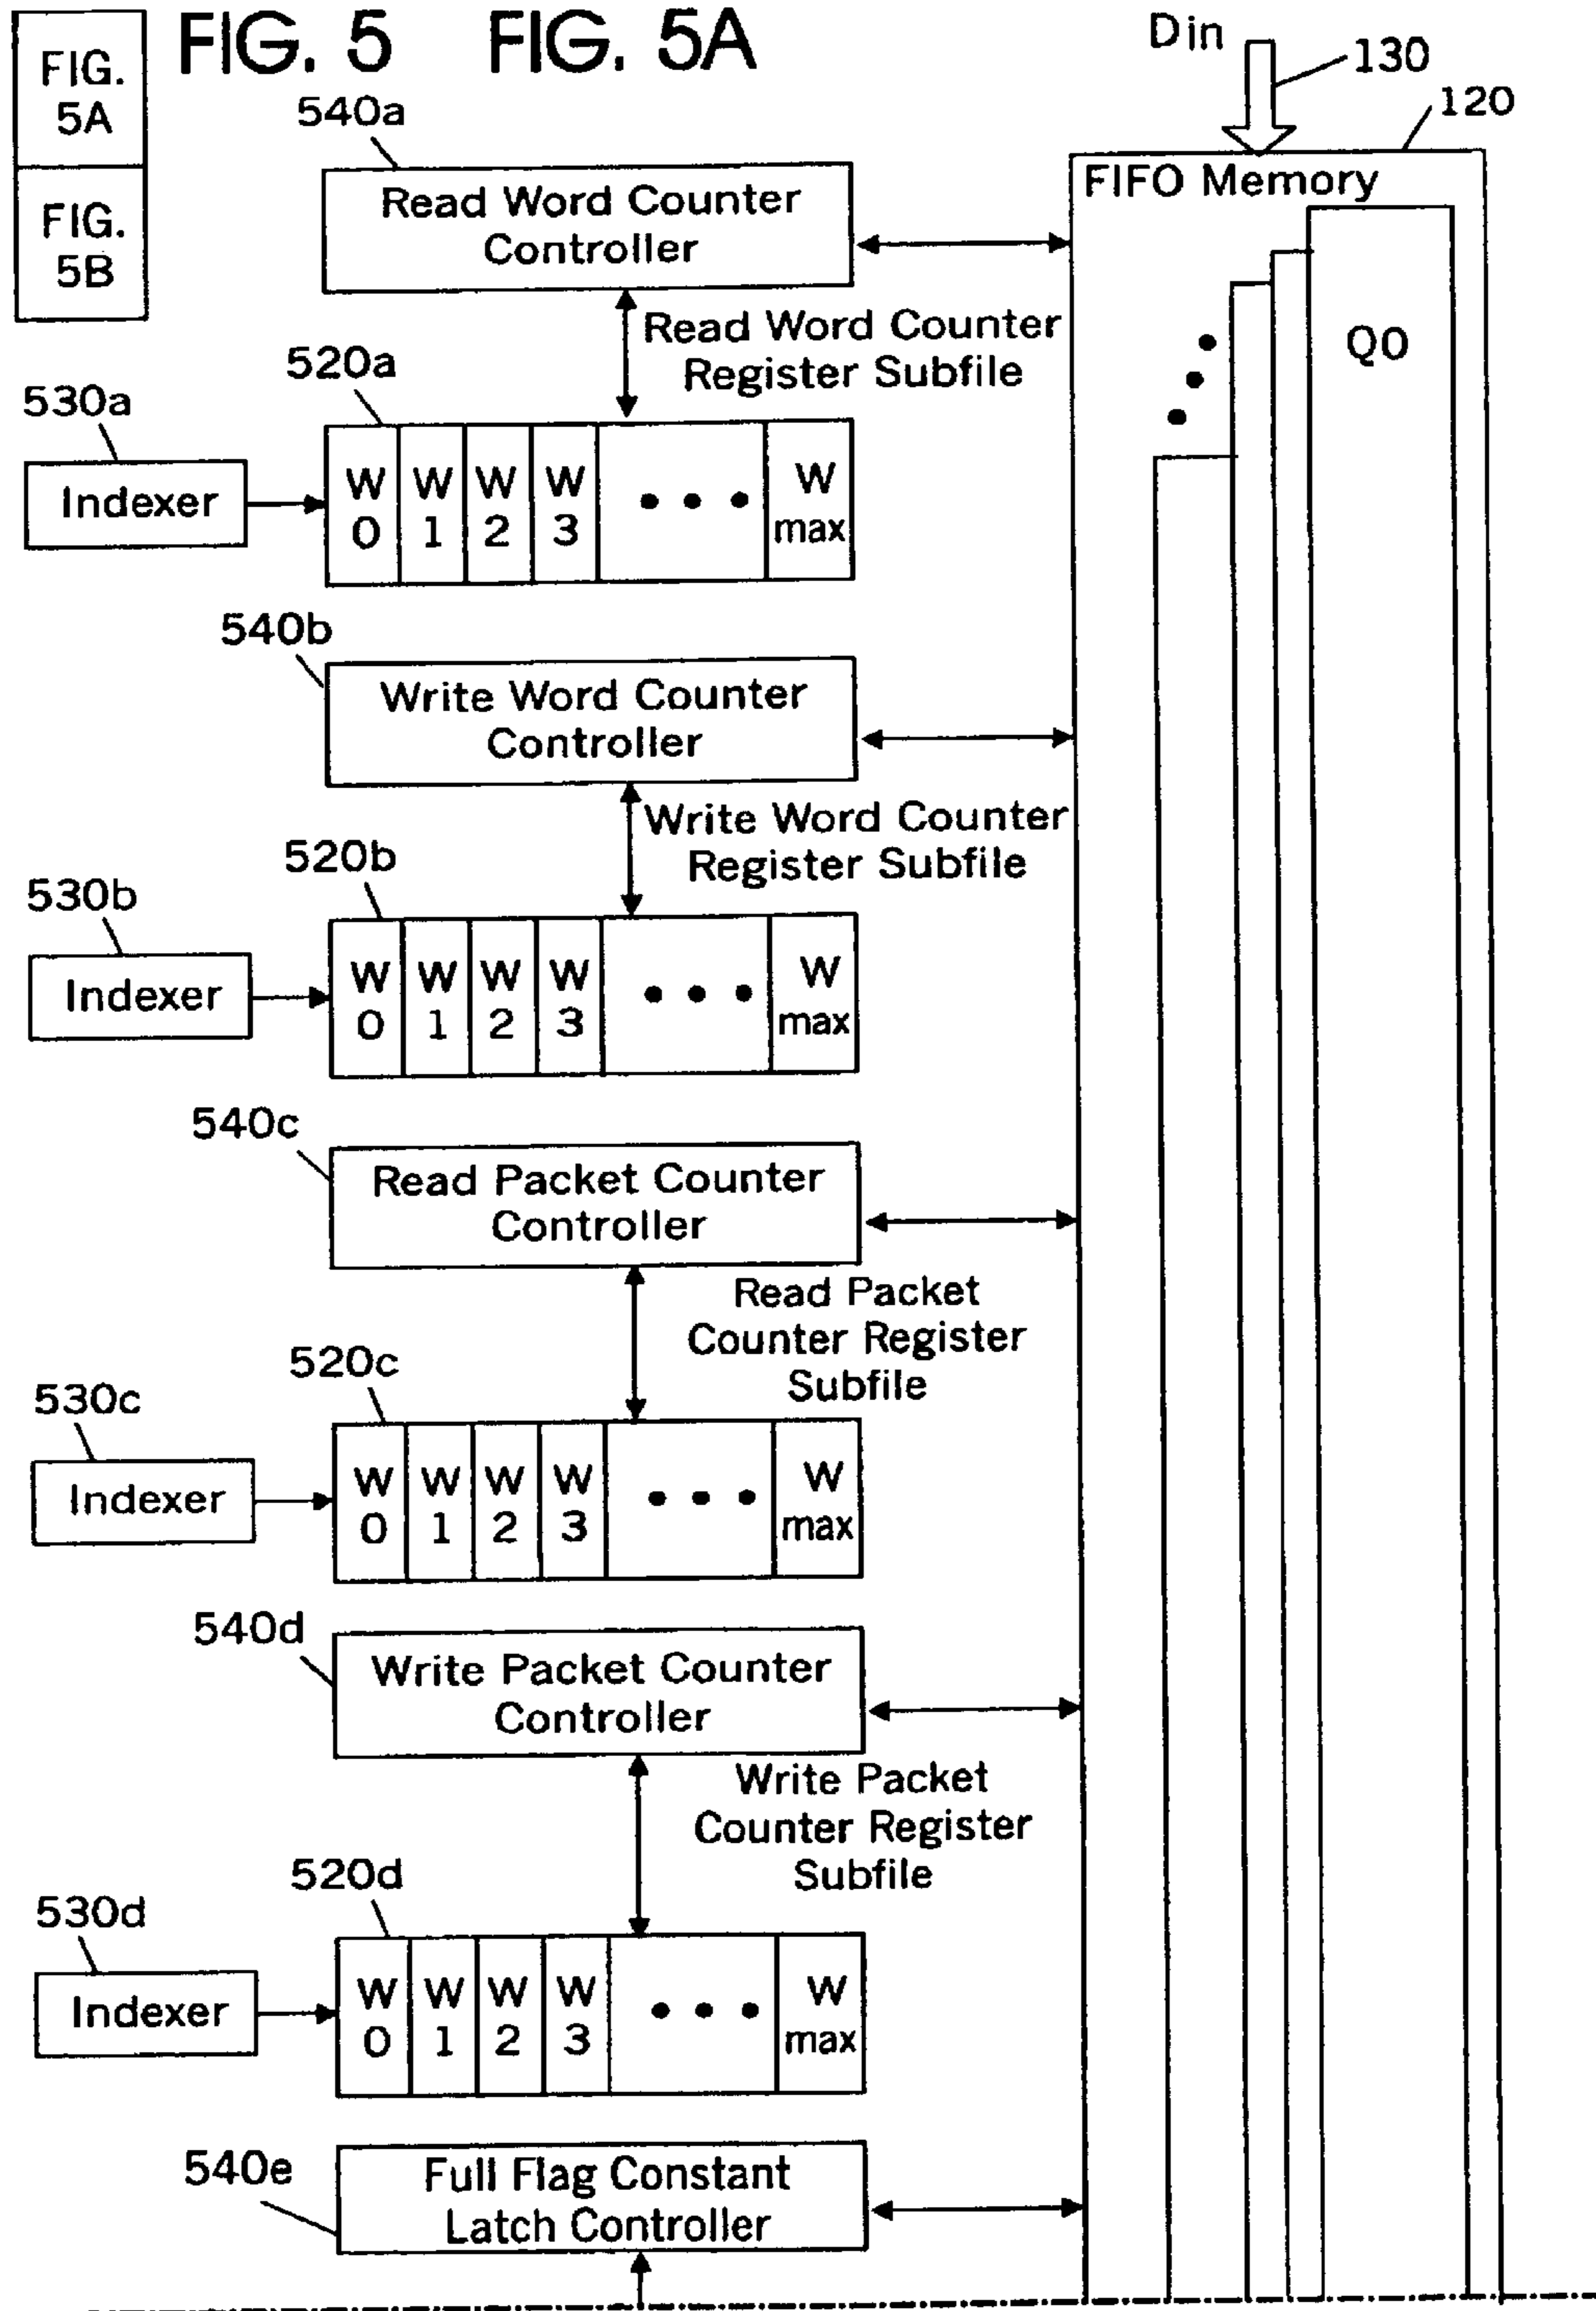 FIG.
5A
FIG.
5B
FIG. 5
FIG. 5A
Din
130
120
FIFO Memory
Q0
540a
Read Word Counter
Controller
Read Word Counter
Register Subfile
520a
530a
Indexer
W W W W W
0 1 2 3 max
540b
Write Word Counter
Controller
Write Word Counter
Register Subfile
520b
530b
Indexer
W W W W W
0 1 2 3 max
540c
Read Packet Counter
Controller
Read Packet
Counter Register
Subfile
520c
530c
Indexer
W W W W W
0 1 2 3 max
540d
Write Packet Counter
Controller
Write Packet
Counter Register
Subfile
520d
530d
Indexer
W W W W W
0 1 2 3 max
540e
Full Flag Constant
Latch Controller